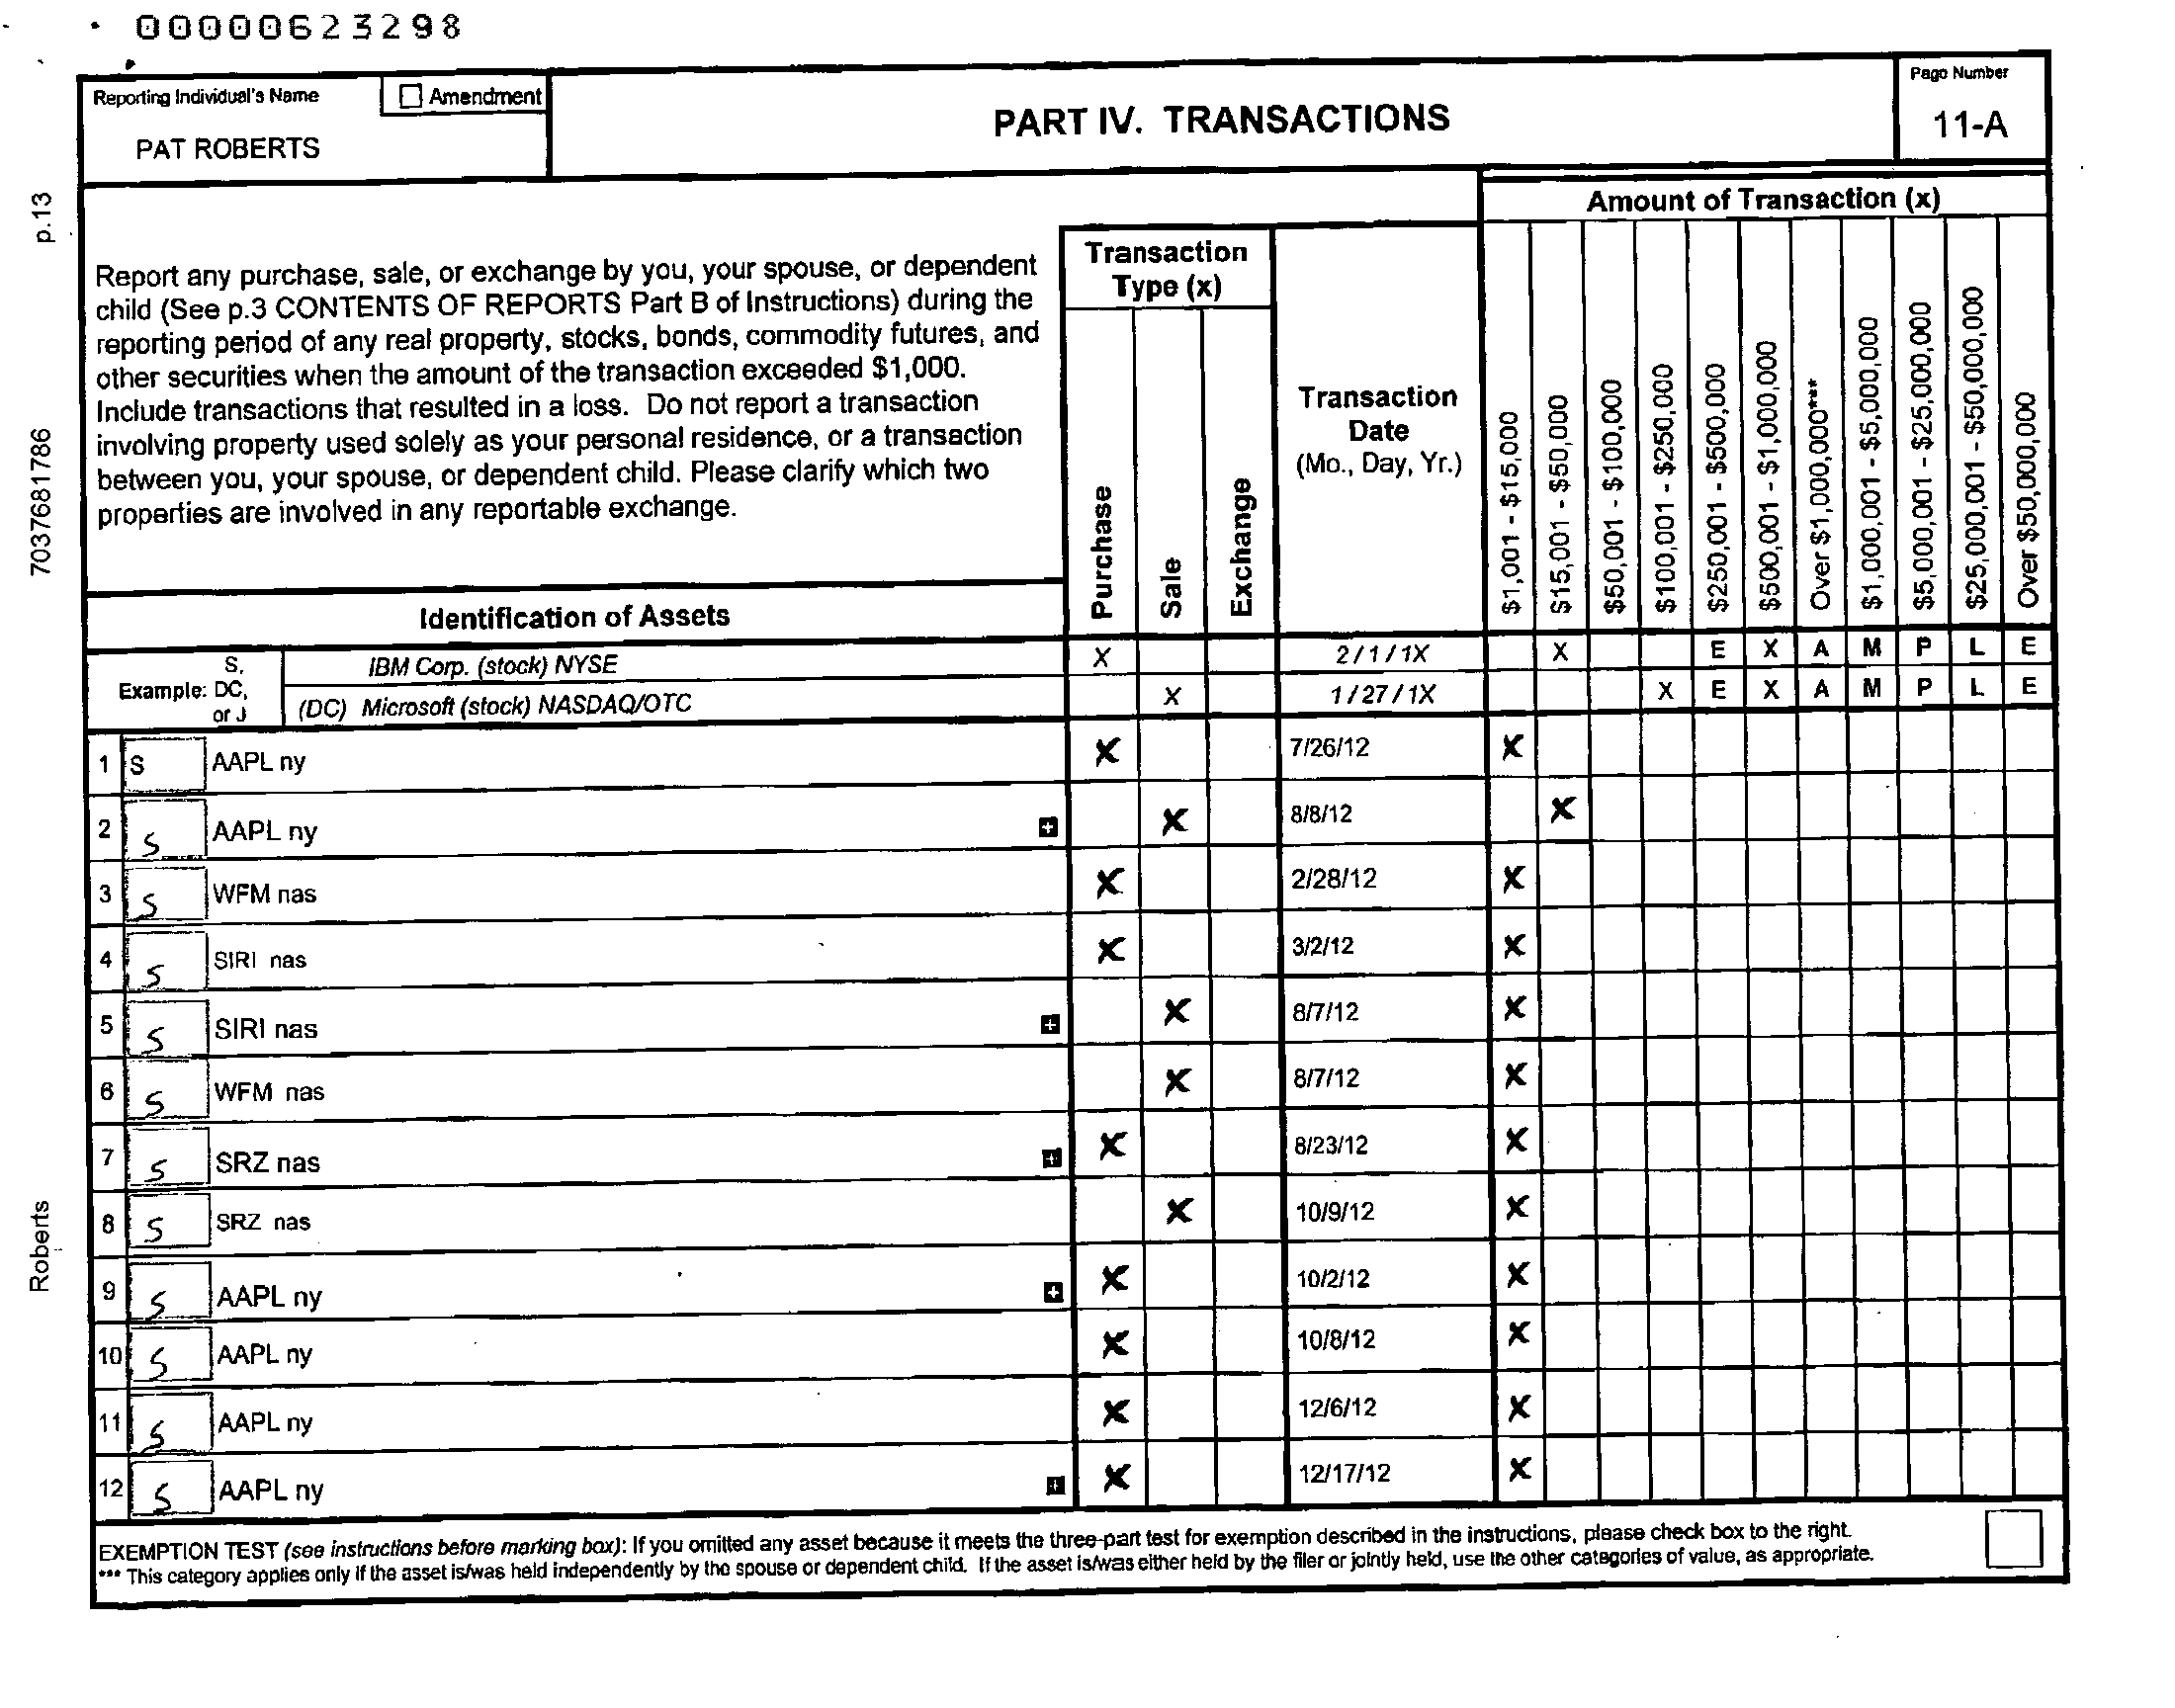 00000623298
Reporting Individual's Name
Amendment
PAT ROBERTS
PART IV. TRANSACTIONS
Page Number
11-A
p.13
7037681786
Roberts
Report any purchase, sale, or exchange by you, your spouse, or dependent
child (See p.3 CONTENTS OF REPORTS Part B of Instructions) during the
reporting period of any real property, stocks, bonds, commodity futures, and
other securities when the amount of the transaction exceeded $1,000.
Include transactions that resulted in a loss. Do not report a transaction
involving property used solely as your personal residence, or a transaction
between you, your spouse, or dependent child. Please clarify which two
properties are involved in any reportable exchange.
Identification of Assets
Transaction
Type (x)
Purchase
Sale
Exchange
Transaction
Date
(Mo., Day, Yr.)
Amount of Transaction (x)
$1,001 - $15,000
$15,001 - $50,000
$50,001 - $100,000
$100,001 - $250,000
$250,001 - $500,000
$500,001 - $1,000,000
Over $1,000,000***
$1,000,001 - $5,000,000
$5,000,001 - $25,000,000
$25,000,001 - $50,000,000
Over $50,000,000
Example: S, DC, or J
IBM Corp. (stock) NYSE X 2/1/1X X E X A M P L E
(DC) Microsoft (stock) NASDAQ/OTC X 1/27/1X X E X A M P L E
1 S AAPL ny X 7/26/12 X
2 S AAPL ny + X 8/8/12 X
3 S WFM nas X 2/28/12 X
4 S SIRI nas X 3/2/12 X
5 S SIRI nas + X 8/7/12 X
6 S WFM nas X 8/7/12 X
7 S SRZ nas + X 8/23/12 X
8 S SRZ nas X 10/9/12 X
9 S AAPL ny + X 10/2/12 X
10 S AAPL ny X 10/8/12 X
11 S AAPL ny X 12/6/12 X
12 S AAPL ny + X 12/17/12 X
EXEMPTION TEST (see instructions before marking box): If you omitted any asset because it meets the three-part test for exemption described in the instructions, please check box to the right.
*** This category applies only if the asset is/was held independently by the spouse or dependent child. If the asset is/was either held by the filer or jointly held, use the other categories of value, as appropriate.